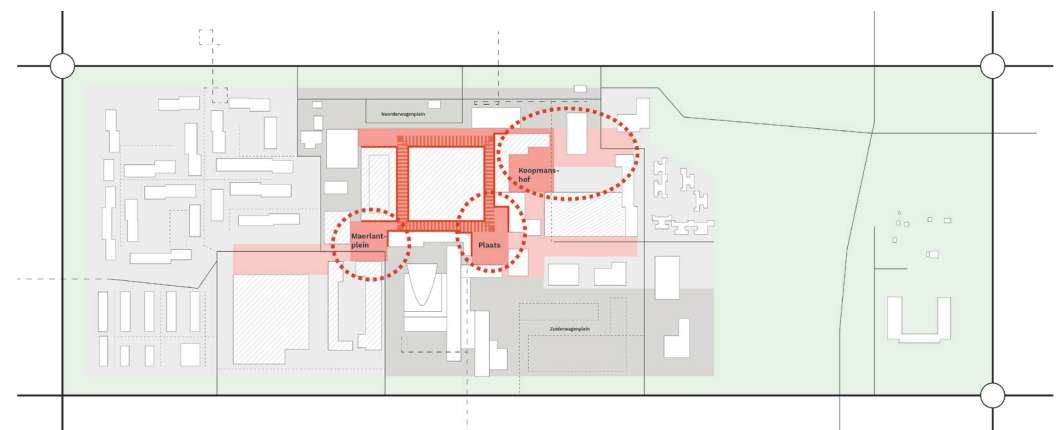 Noorderwagenplein
Koopmans-
hof
Maerlant-
plein
Plaats
Zuiderwagenplein